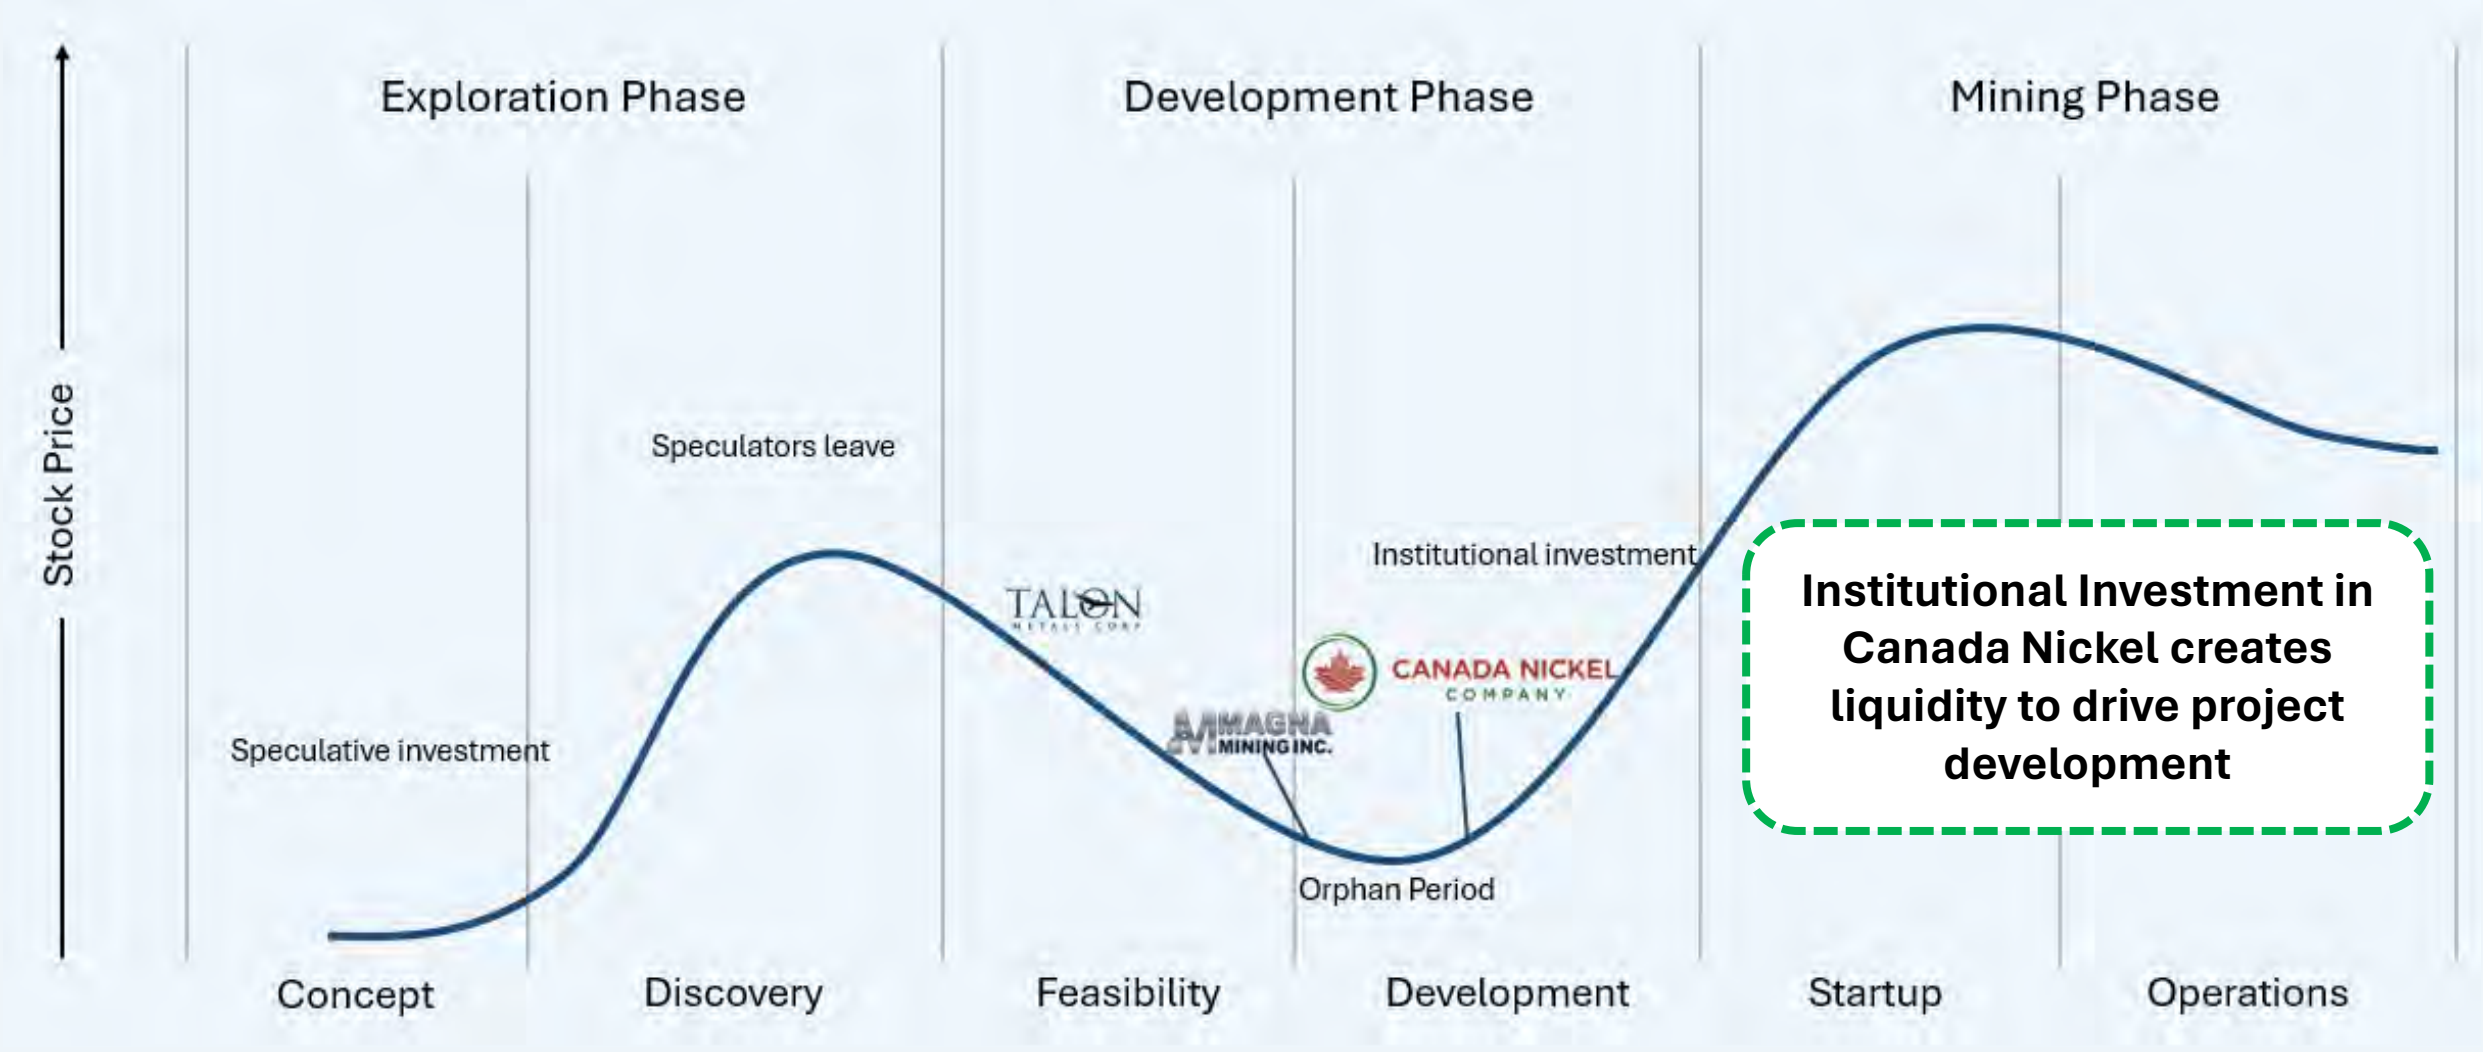 Exploration Phase
Development Phase
Mining Phase
Stock Price
Speculators leave
Speculative investment
TALON
METALS CORP
Institutional investment
CANADA NICKEL
COMPANY
MAGNA
MINING INC.
Orphan Period
Institutional Investment in
Canada Nickel creates
liquidity to drive project
development
Concept
Discovery
Feasibility
Development
Startup
Operations